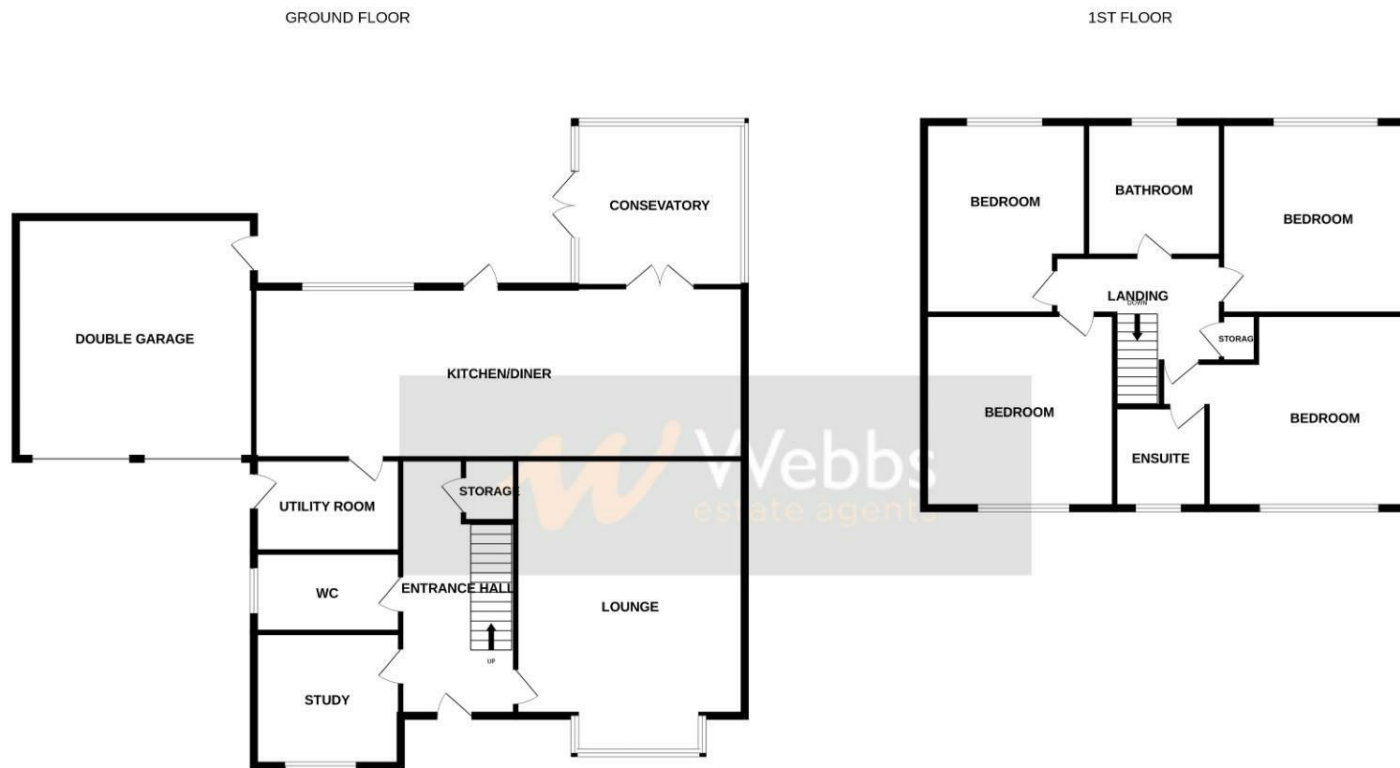 GROUND FLOOR
1ST FLOOR
CONSEVATORY
DOUBLE GARAGE
KITCHEN/DINER
UTILITY ROOM
STORAGE
WC
ENTRANCE HALL
LOUNGE
STUDY
UP
BEDROOM
BATHROOM
BEDROOM
LANDING
DOWN
STORAG
BEDROOM
BEDROOM
ENSUITE
Webbs
estate agents